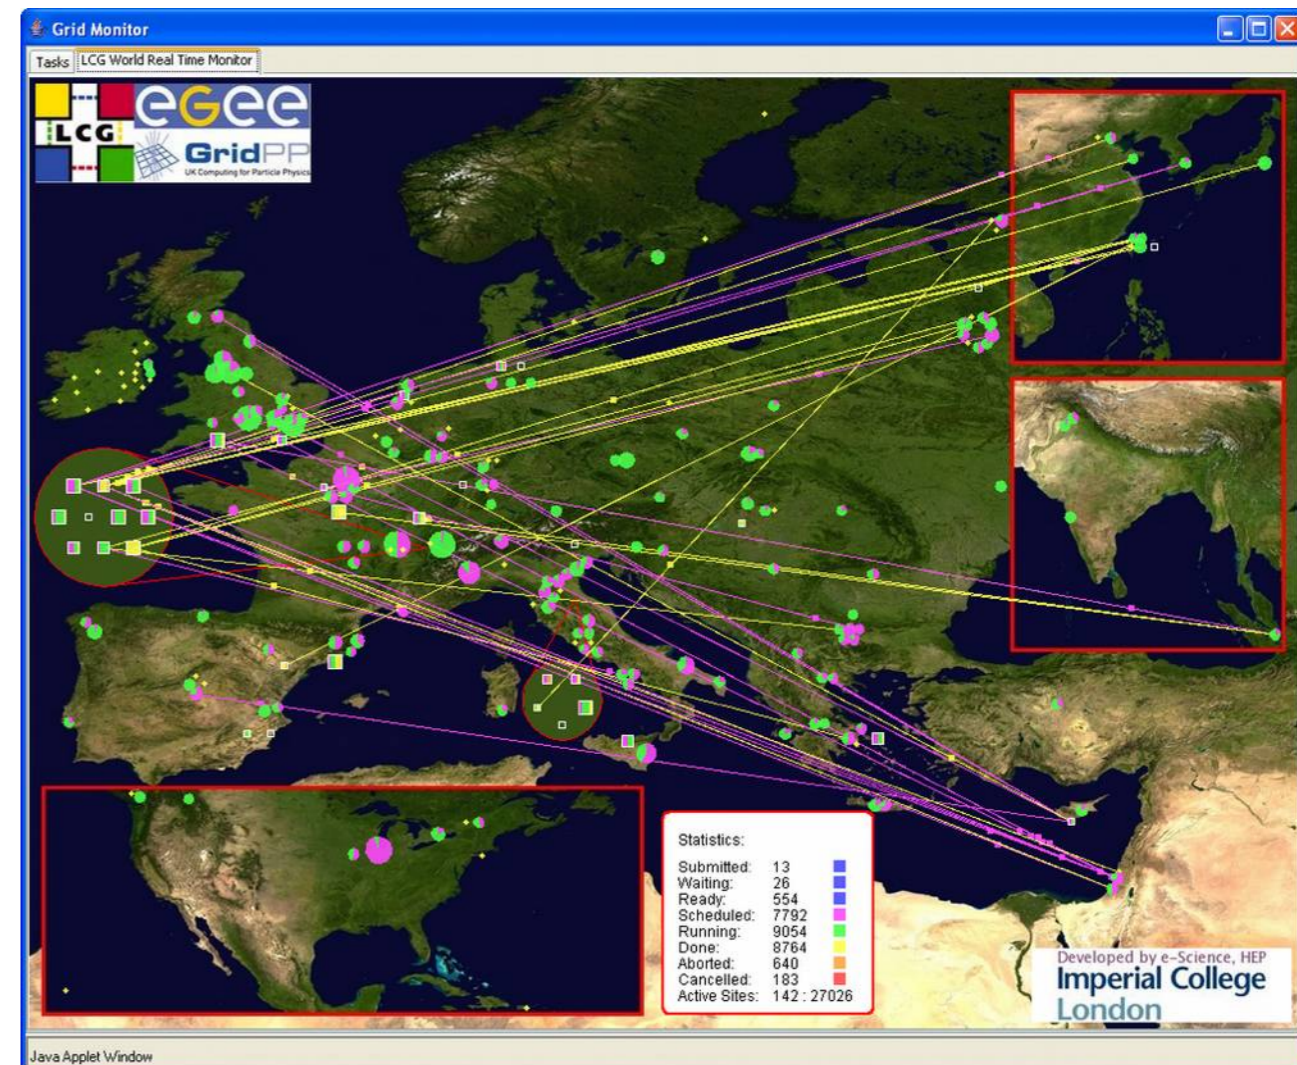 Grid Monitor
Tasks
LCG World Real Time Monitor
LCG
eGee
GridPP
UK Computing for Particle Physics
Statistics:
Submitted: 13
Waiting: 26
Ready: 554
Scheduled: 7792
Running: 9054
Done: 8764
Aborted: 640
Cancelled: 183
Active Sites: 142 : 27026
Developed by e-Science, HEP
Imperial College
London
Java Applet Window